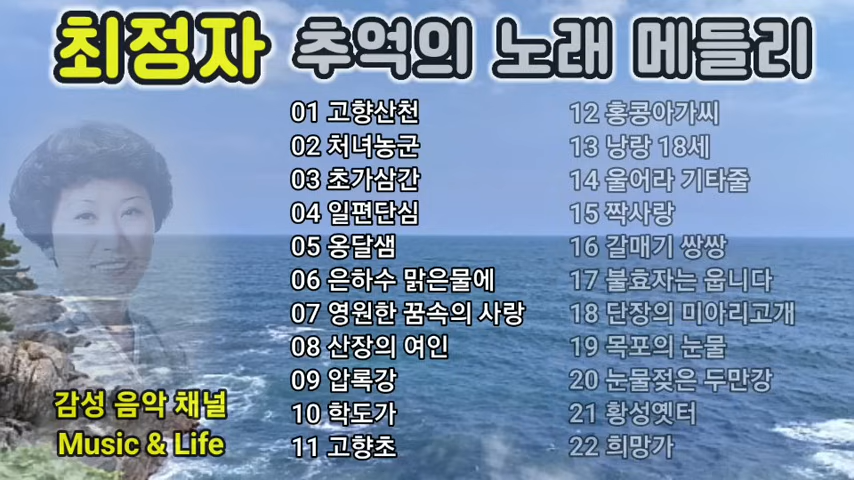 최정자 추억의 노래 메들리
01 고향산천
02 처녀농군
03 초가삼간
04 일편단심
05 옹달샘
06 은하수 맑은물에
07 영원한 꿈속의 사랑
08 산장의 여인
09 압록강
10 학도가
11 고향초
12 홍콩아가씨
13 낭랑 18세
14 울어라 기타줄
15 짝사랑
16 갈매기 쌍쌍
17 불효자는 웁니다
18 단장의 미아리고개
19 목포의 눈물
20 눈물젖은 두만강
21 황성옛터
22 희망가
감성 음악 채널
Music & Life